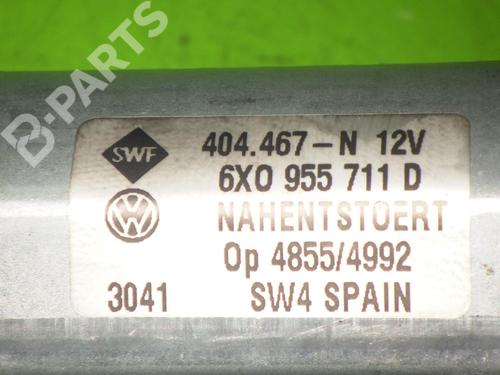 B-PARTS
SWF 404.467-N 12V
6X0 955 711 D
NAHENTSTOERT
Op 4855/4992
3041 SW4 SPAIN